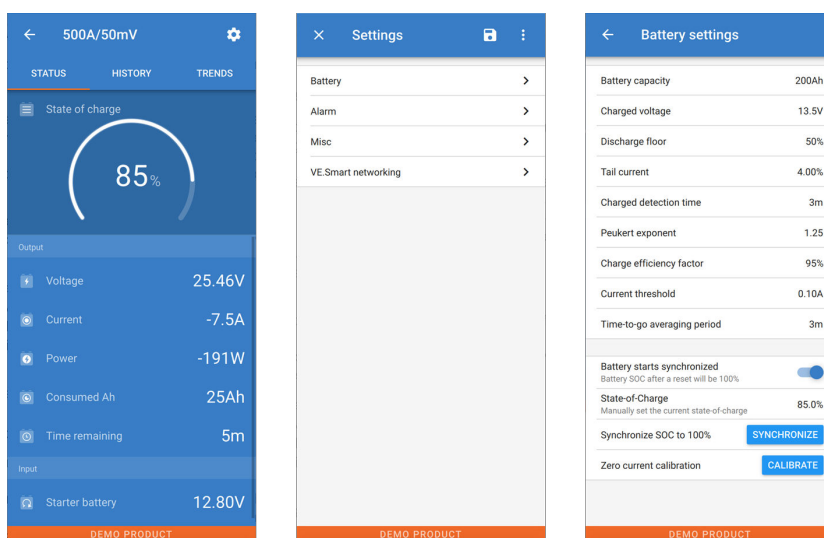 500A/50mV
STATUS HISTORY TRENDS
State of charge
85%
Output
Voltage 25.46V
Current -7.5A
Power -191W
Consumed Ah 25Ah
Time remaining 5m
Input
Starter battery 12.80V
DEMO PRODUCT
Settings
Battery
Alarm
Misc
VE.Smart networking
DEMO PRODUCT
Battery settings
Battery capacity 200Ah
Charged voltage 13.5V
Discharge floor 50%
Tail current 4.00%
Charged detection time 3m
Peukert exponent 1.25
Charge efficiency factor 95%
Current threshold 0.10A
Time-to-go averaging period 3m
Battery starts synchronized
Battery SOC after a reset will be 100%
State-of-Charge 85.0%
Manually set the current state-of-charge
Synchronize SOC to 100% SYNCHRONIZE
Zero current calibration CALIBRATE
DEMO PRODUCT